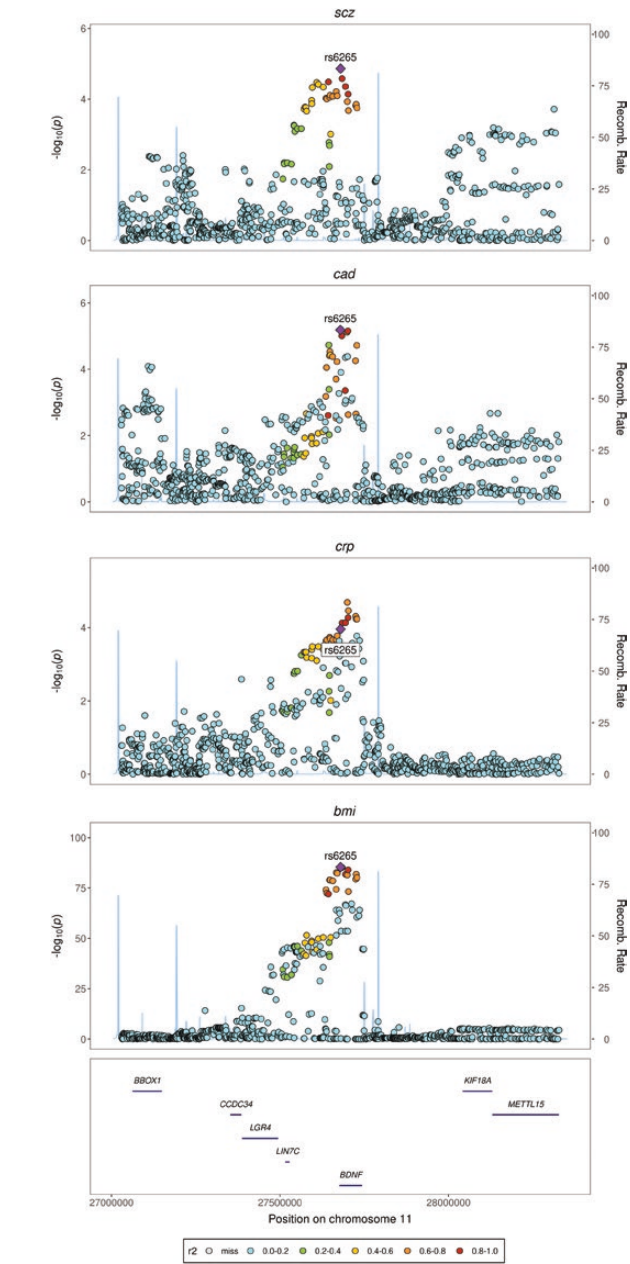 scz
6
4
2
0
-log10(p)
rs6265
100
75
50
25
0
Recomb. Rate
cad
6
4
2
0
-log10(p)
rs6265
100
75
50
25
0
Recomb. Rate
crp
4
2
0
-log10(p)
rs6265
100
75
50
25
0
Recomb. Rate
bmi
100
75
50
25
0
-log10(p)
rs6265
100
75
50
25
0
Recomb. Rate
BBOX1 KIF18A
CCDC34 METTL15
LGR4
LIN7C
BDNF
27000000 27500000 28000000
Position on chromosome 11
r2 miss 0.0-0.2 0.2-0.4 0.4-0.6 0.6-0.8 0.8-1.0